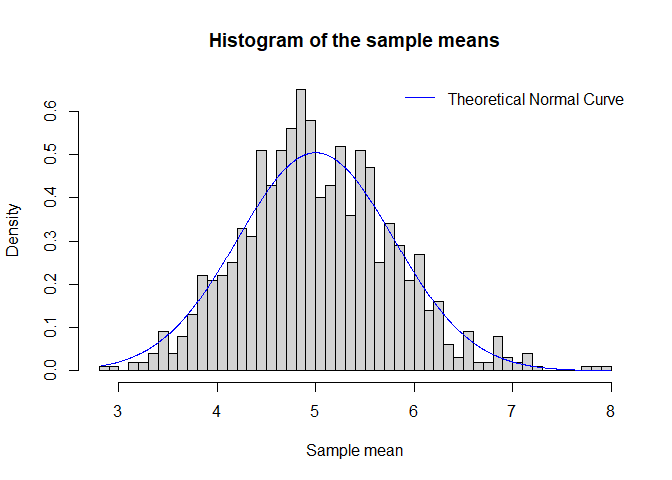 Histogram of the sample means
Theoretical Normal Curve
Density
0.0 0.1 0.2 0.3 0.4 0.5 0.6
3 4 5 6 7 8
Sample mean